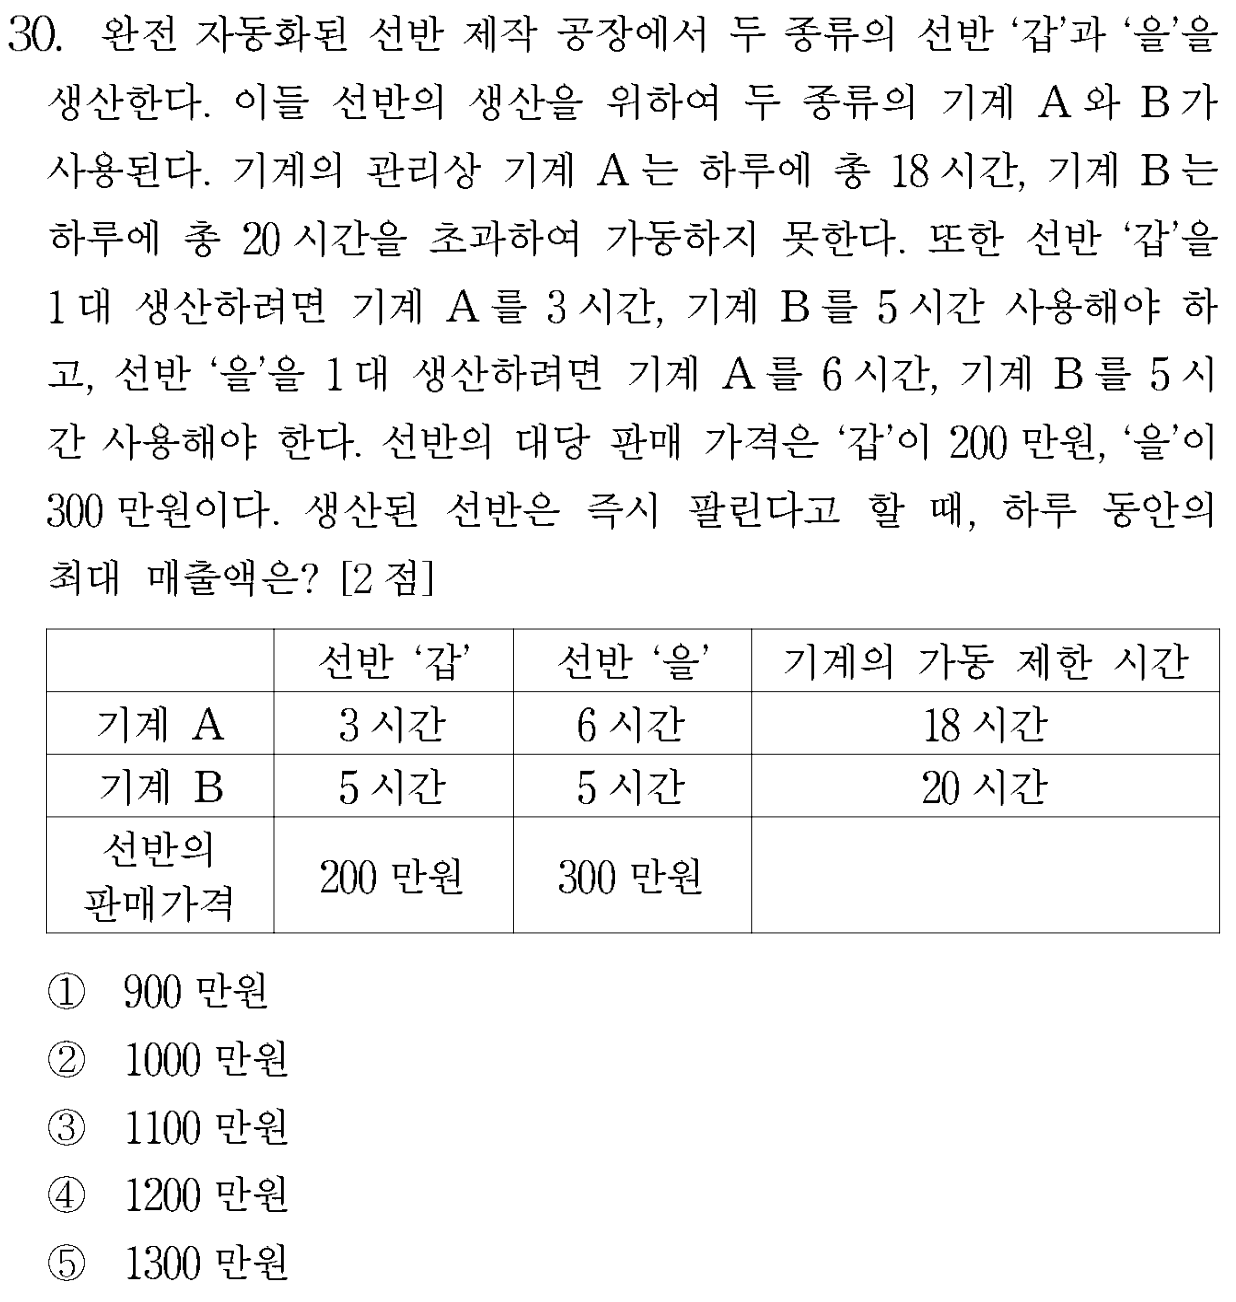 30. 완전 자동화된 선반 제작 공장에서 두 종류의 선반 ‘갑’과 ‘을’을
생산한다. 이들 선반의 생산을 위하여 두 종류의 기계 A와 B가
사용된다. 기계의 관리상 기계 A는 하루에 총 18시간, 기계 B는
하루에 총 20시간을 초과하여 가동하지 못한다. 또한 선반 ‘갑’을
1대 생산하려면 기계 A를 3시간, 기계 B를 5시간 사용해야 하
고, 선반 ‘을’을 1대 생산하려면 기계 A를 6시간, 기계 B를 5시
간 사용해야 한다. 선반의 대당 판매 가격은 ‘갑’이 200만원, ‘을’이
300만원이다. 생산된 선반은 즉시 팔린다고 할 때, 하루 동안의
최대 매출액은? [2점]
선반 ‘갑’ 선반 ‘을’ 기계의 가동 제한 시간
기계 A 3시간 6시간 18시간
기계 B 5시간 5시간 20시간
선반의
판매가격 200만원 300만원
① 900만원
② 1000만원
③ 1100만원
④ 1200만원
⑤ 1300만원